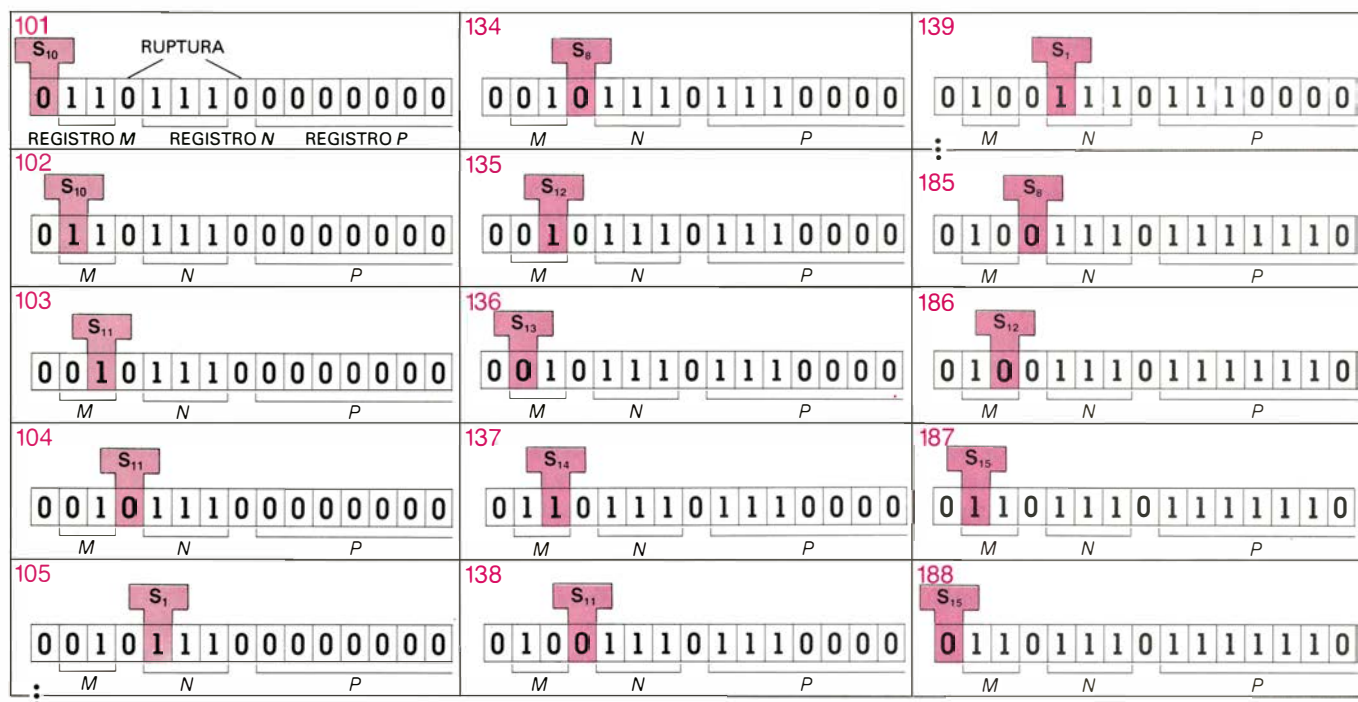 101
S₁₀ RUPTURA
0 1 1 0 1 1 1 0 0 0 0 0 0 0 0
REGISTRO M REGISTRO N REGISTRO P
102
S₁₀
0 1 1 0 1 1 1 0 0 0 0 0 0 0 0
M N P
103
S₁₁
0 0 1 0 1 1 1 0 0 0 0 0 0 0 0
M N P
104
S₁₁
0 0 1 0 1 1 1 0 0 0 0 0 0 0 0
M N P
105
S₁
0 0 1 0 1 1 1 0 0 0 0 0 0 0 0
M N P
134
S₈
0 0 1 0 1 1 1 0 1 1 1 0 0 0 0
M N P
135
S₁₂
0 0 1 0 1 1 1 0 1 1 1 0 0 0 0
M N P
136
S₁₃
0 0 1 0 1 1 1 0 1 1 1 0 0 0 0
M N P
137
S₁₄
0 1 1 0 1 1 1 0 1 1 1 0 0 0 0
M N P
138
S₁₁
0 1 0 0 1 1 1 0 1 1 1 0 0 0 0
M N P
139
S₁
0 1 0 0 1 1 1 0 1 1 1 0 0 0 0
M N P
185
S₈
0 1 0 0 1 1 1 0 1 1 1 1 1 1 0
M N P
186
S₁₂
0 1 0 0 1 1 1 0 1 1 1 1 1 1 0
M N P
187
S₁₅
0 1 1 0 1 1 1 0 1 1 1 1 1 1 0
M N P
188
S₁₅
0 1 1 0 1 1 1 0 1 1 1 1 1 1 0
M N P